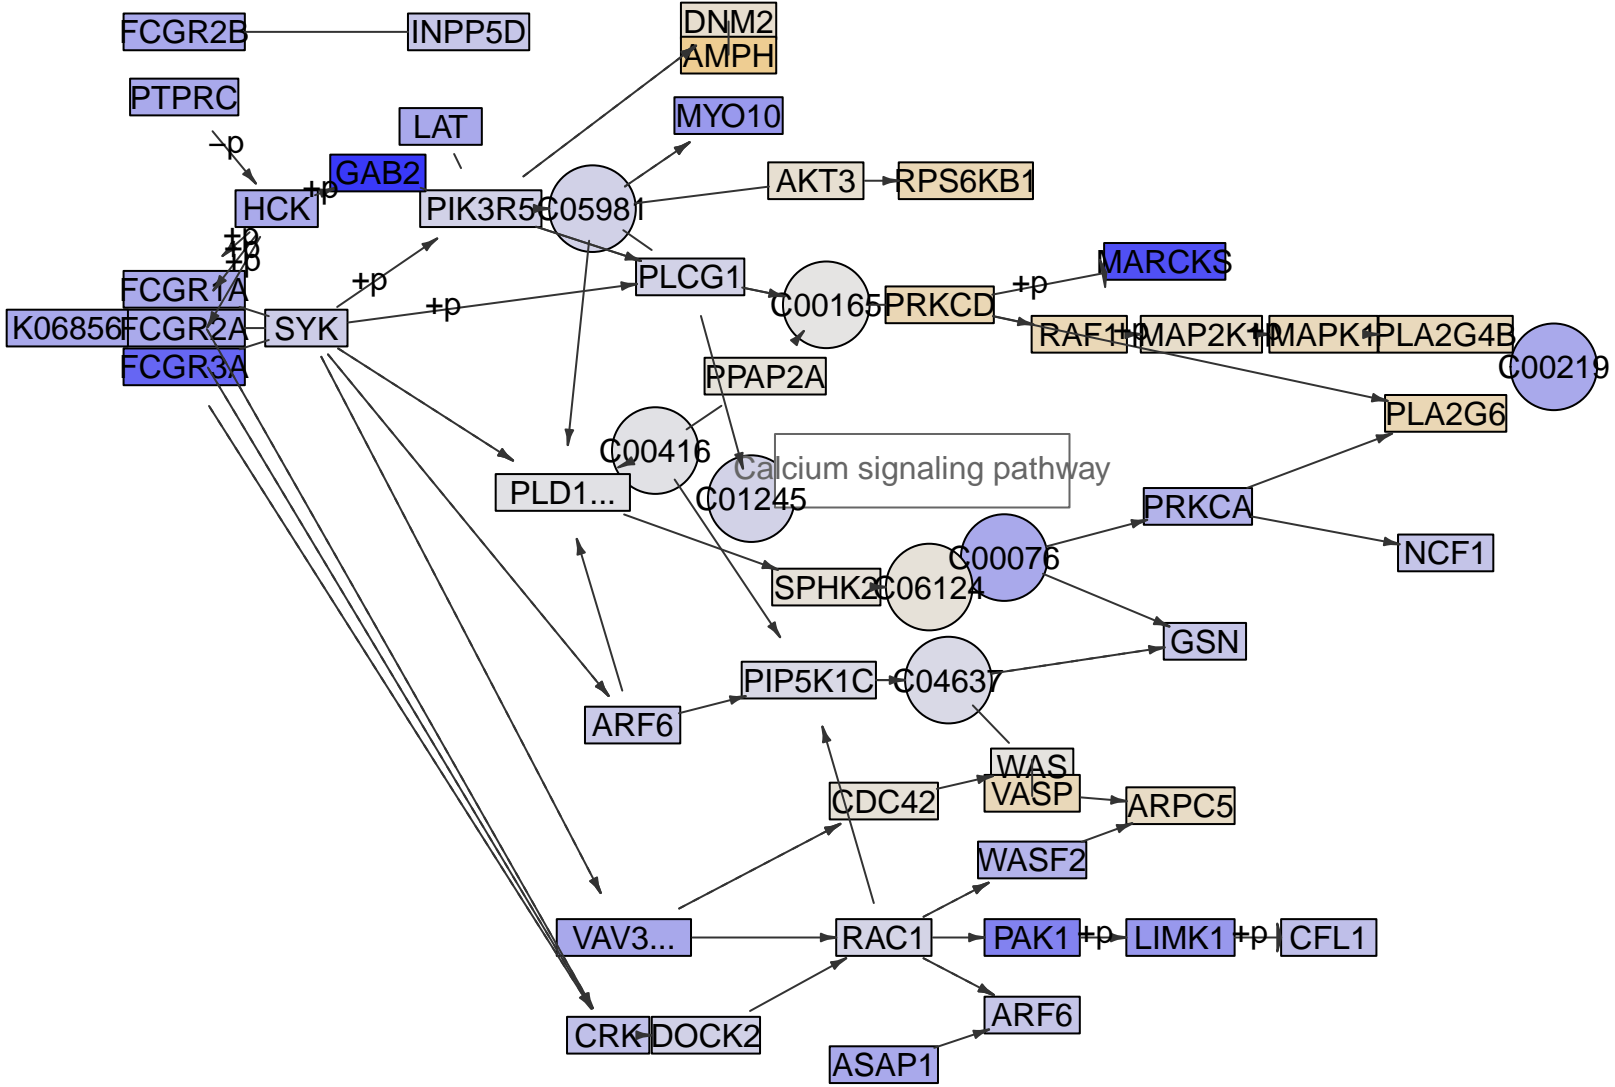 FCGR2B
INPP5D
DNM2
AMPH
PTPRC
LAT
MYO10
−p
GAB2
+p
HCK
PIK3R5
C05981
AKT3
RPS6KB1
+p
+p
+p
FCGR1A
+p
PLCG1
MARCKS
+p
C00165
PRKCD
K06856
FCGR2A
SYK
+p
RAF1
+p
MAP2K1
+p
MAPK1
PLA2G4B
C00219
FCGR3A
PPAP2A
PLA2G6
C00416
Calcium signaling pathway
PLD1...
C01245
PRKCA
NCF1
C00076
SPHK2
C06124
GSN
PIP5K1C
C04637
ARF6
WAS
VASP
CDC42
ARPC5
WASF2
VAV3...
RAC1
PAK1
+p
LIMK1
+p
CFL1
ARF6
CRK
DOCK2
ASAP1